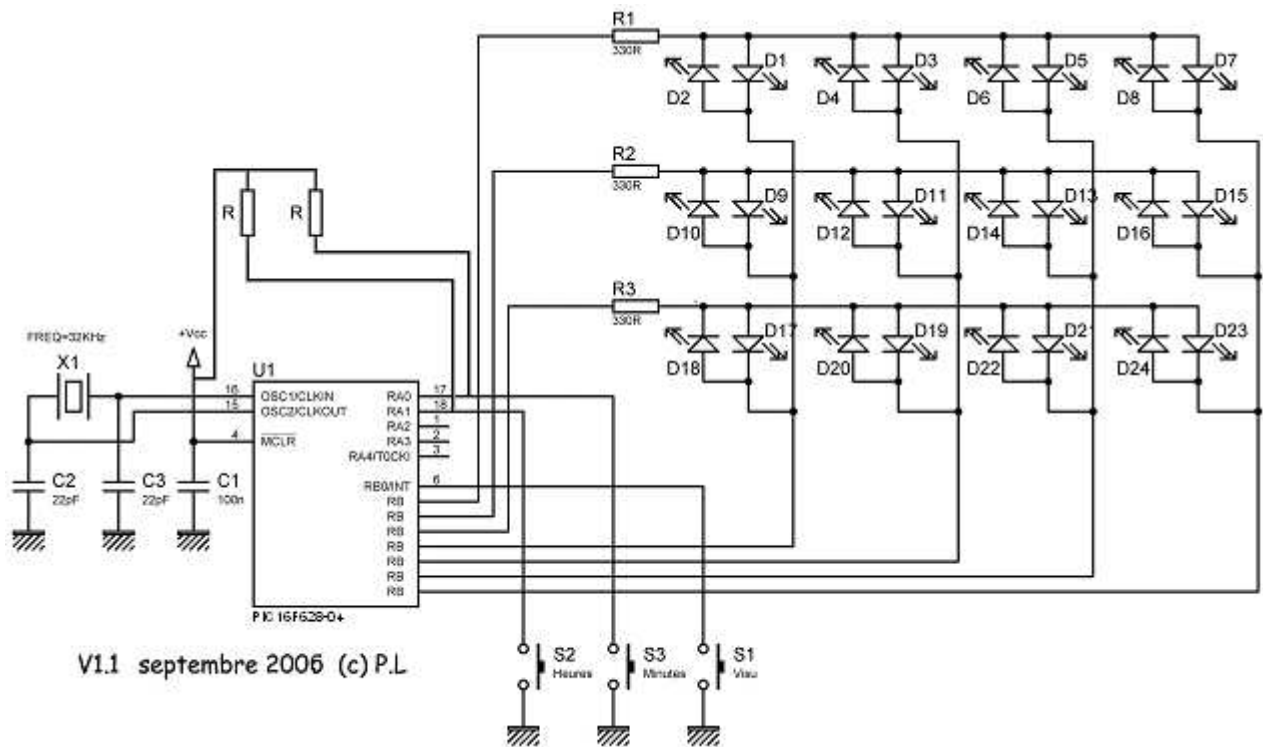 R1
330R
D1
D3
D5
D7
D2
D4
D6
D8
R2
330R
D9
D11
D13
D15
D10
D12
D14
D16
R
R
R3
330R
D17
D19
D21
D23
D18
D20
D22
D24
+Vcc
FREQ=32KHz
X1
U1
16
OSC1/CLKIN
RA0
17
15
OSC2/CLKOUT
RA1
18
RA2
1
4
MCLR
RA3
2
RA4/T0CKI
3
C2
22pF
C3
22pF
C1
100n
RB0/INT
6
RB
RB
RB
RB
RB
RB
RB
PIC16F628-04
V1.1 septembre 2006 (c) P.L
S2
Heures
S3
Minutes
S1
Visu